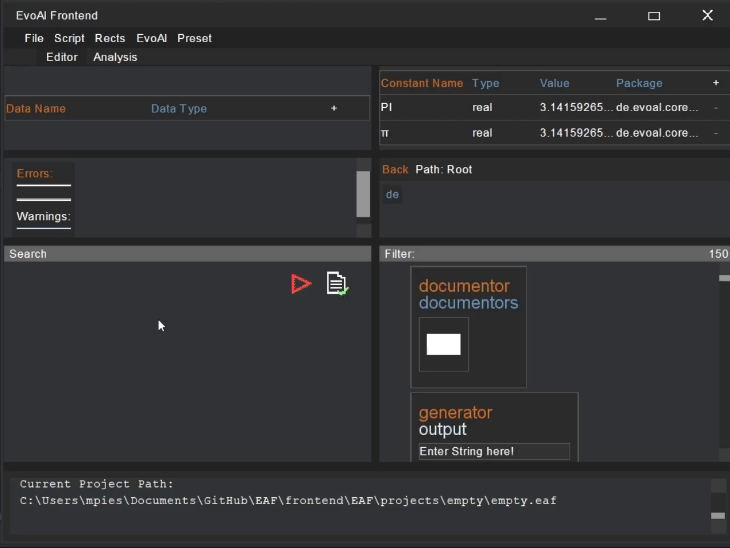 EvoAl Frontend
File Script Rects EvoAl Preset
Editor Analysis
Data Name Data Type +
Constant Name Type Value Package +
PI real 3.14159265... de.evoal.core... -
π real 3.14159265... de.evoal.core... -
Errors:
Warnings:
Back Path: Root
de
Search
Filter: 150
documentor
documentors
generator
output
Enter String here!
Current Project Path:
C:\Users\mpies\Documents\GitHub\EAF\frontend\EAF\projects\empty\empty.eaf